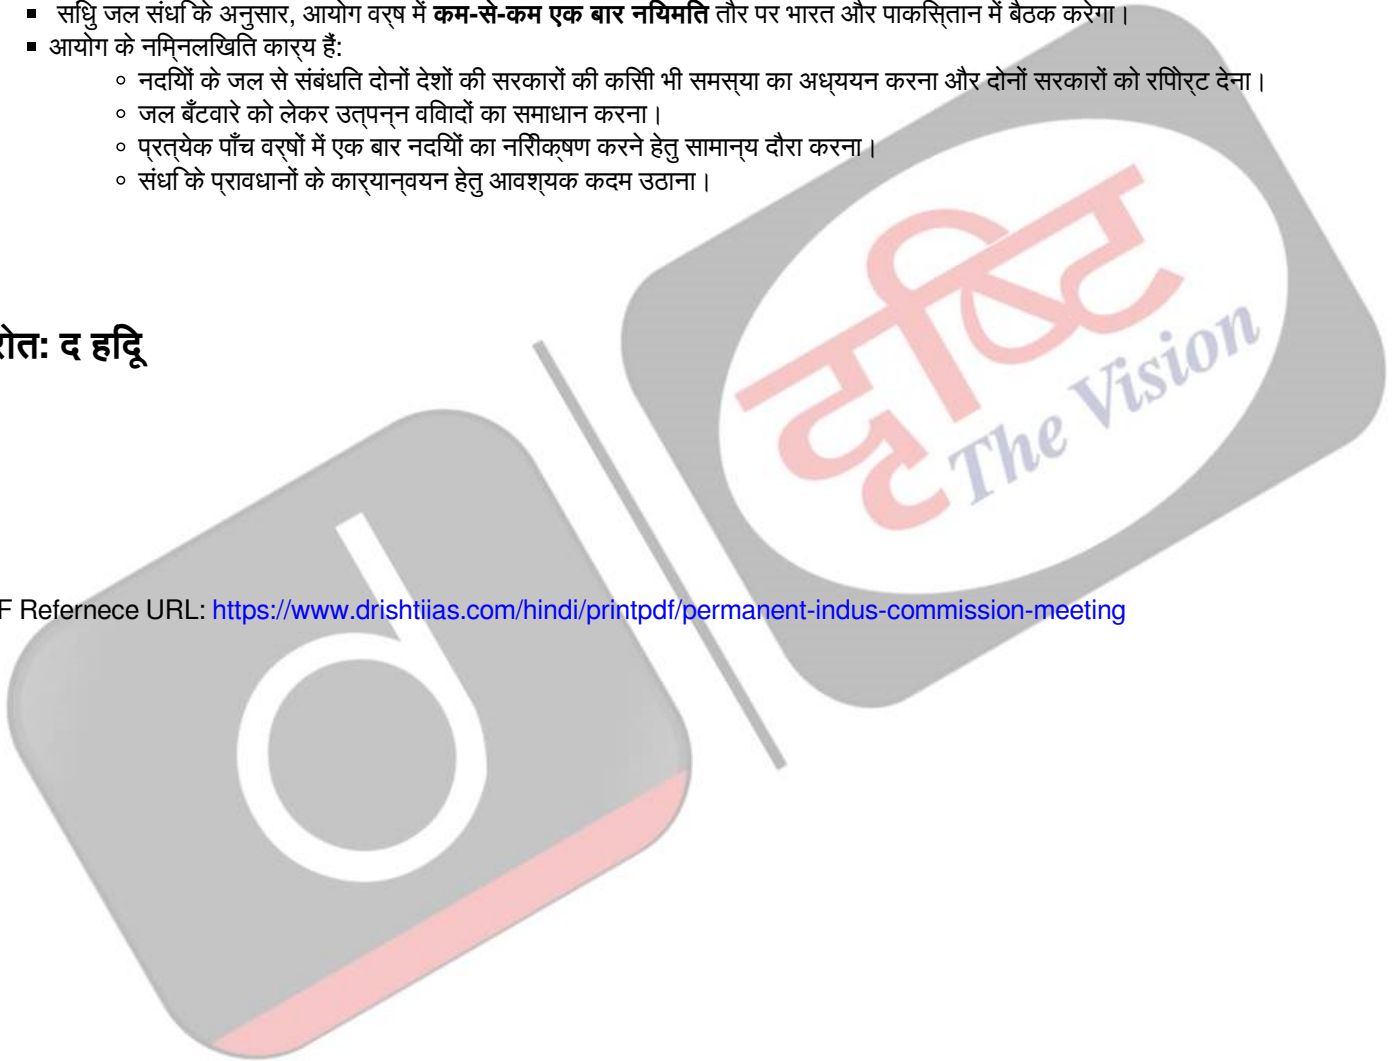 ▪ सिंधु जल संधि के अनुसार, आयोग वर्ष में कम-से-कम एक बार नियमित तौर पर भारत और पाकिस्तान में बैठक करेगा।
▪ आयोग के निम्नलिखित कार्य हैं:
○ नदियों के जल से संबंधित दोनों देशों की सरकारों की किसी भी समस्या का अध्ययन करना और दोनों सरकारों को रिपोर्ट देना।
○ जल बँटवारे को लेकर उत्पन्न विवादों का समाधान करना।
○ प्रत्येक पाँच वर्षों में एक बार नदियों का निरीक्षण करने हेतु सामान्य दौरा करना।
○ संधि के प्रावधानों के कार्यान्वयन हेतु आवश्यक कदम उठाना।
दृष्टि
The Vision
रोत: द हिंदू
d
F Refernece URL: https://www.drishtiias.com/hindi/printpdf/permanent-indus-commission-meeting